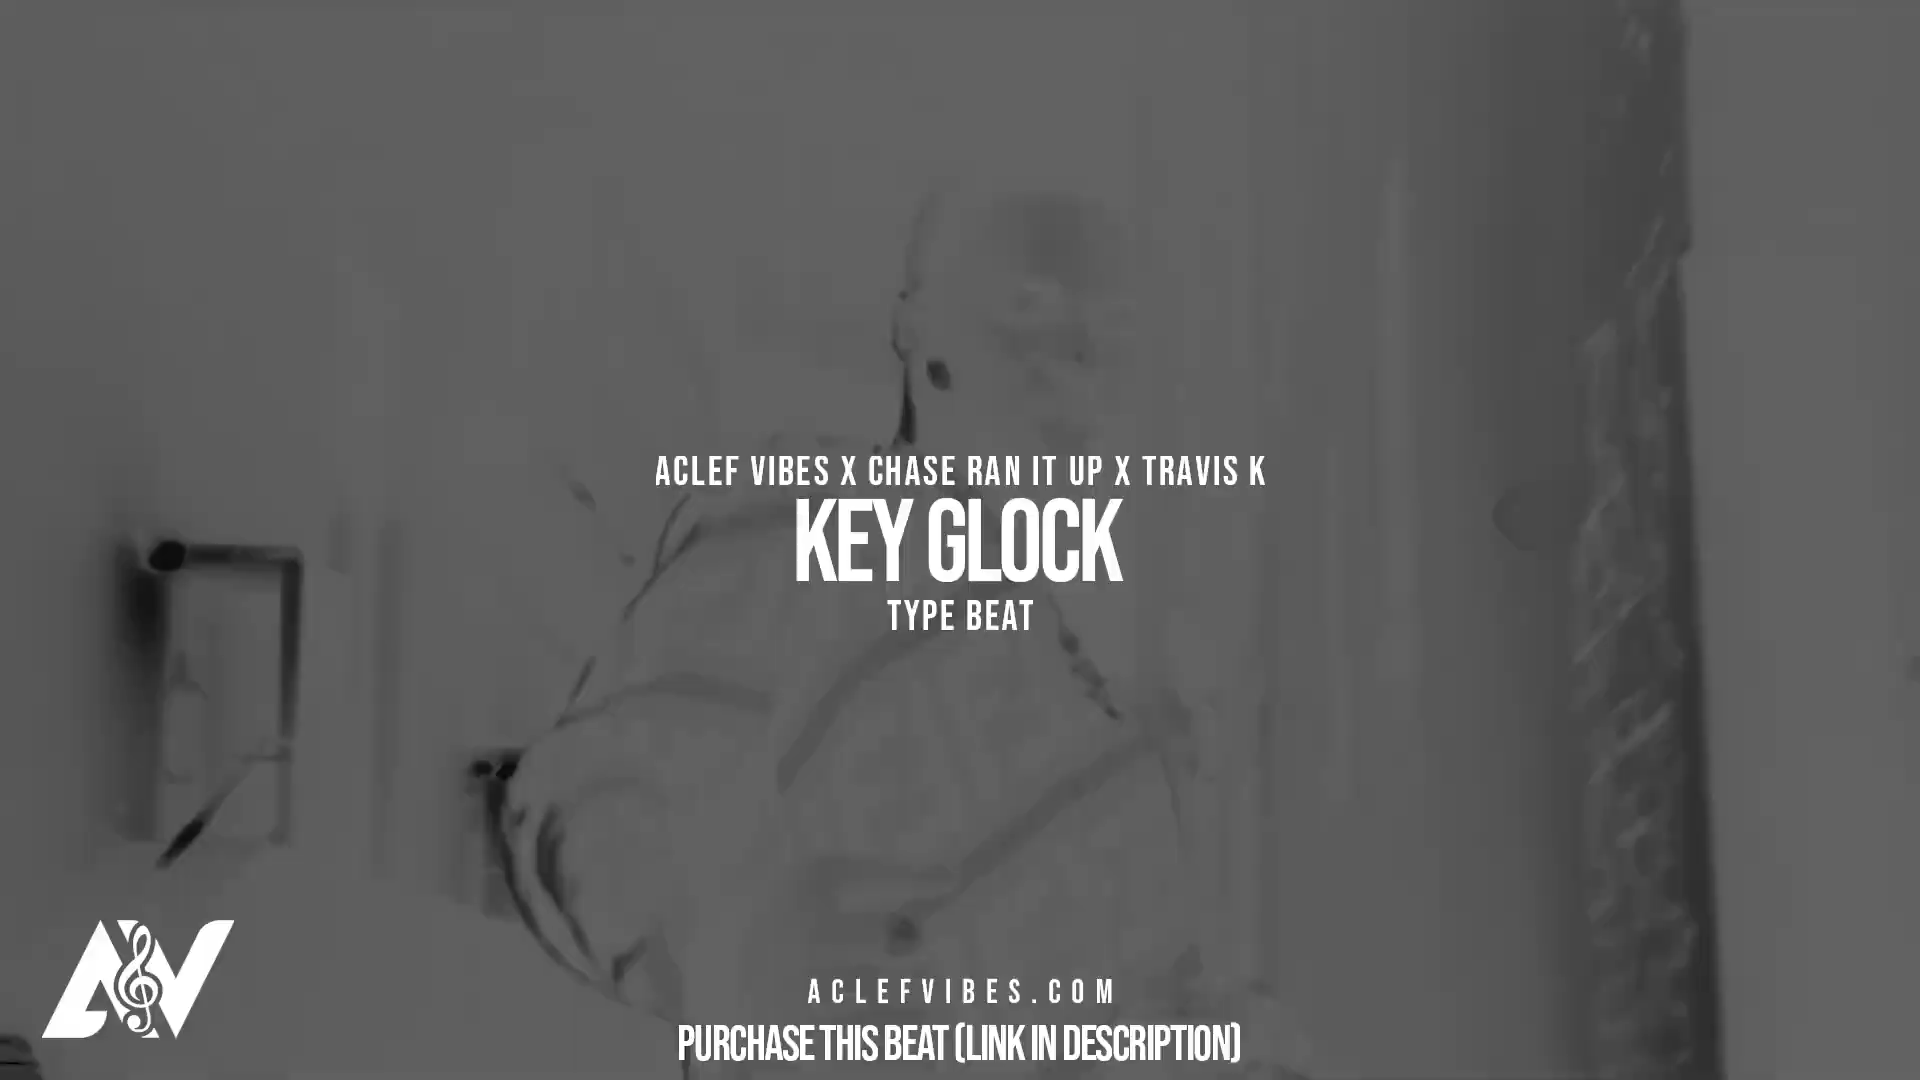 ACLEF VIBES X CHASE RAN IT UP X TRAVIS K
KEY GLOCK
TYPE BEAT
AV
ACLEFVIBES.COM
PURCHASE THIS BEAT (LINK IN DESCRIPTION)